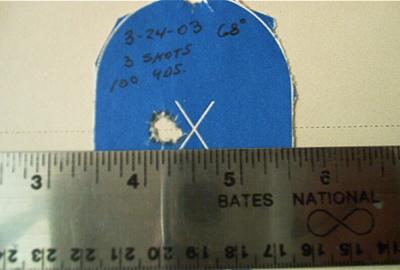 3-24-03 68°
3 SHOTS
100 YDS.
3 4 5 6
BATES NATIONAL
24 23 22 21 20 19 18 17 16 15 14